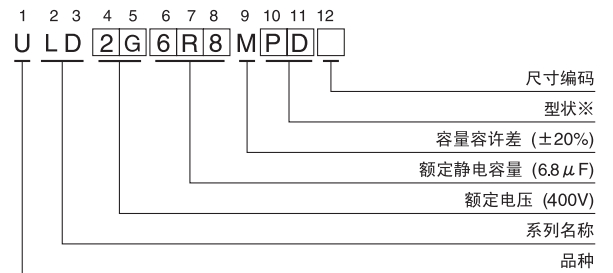 1 2 3 4 5 6 7 8 9 10 11 12
U L D 2 G 6 R 8 M P D
尺寸编码
型状※
容量容许差 (±20%)
额定静电容量 (6.8μF)
额定电压 (400V)
系列名称
品种